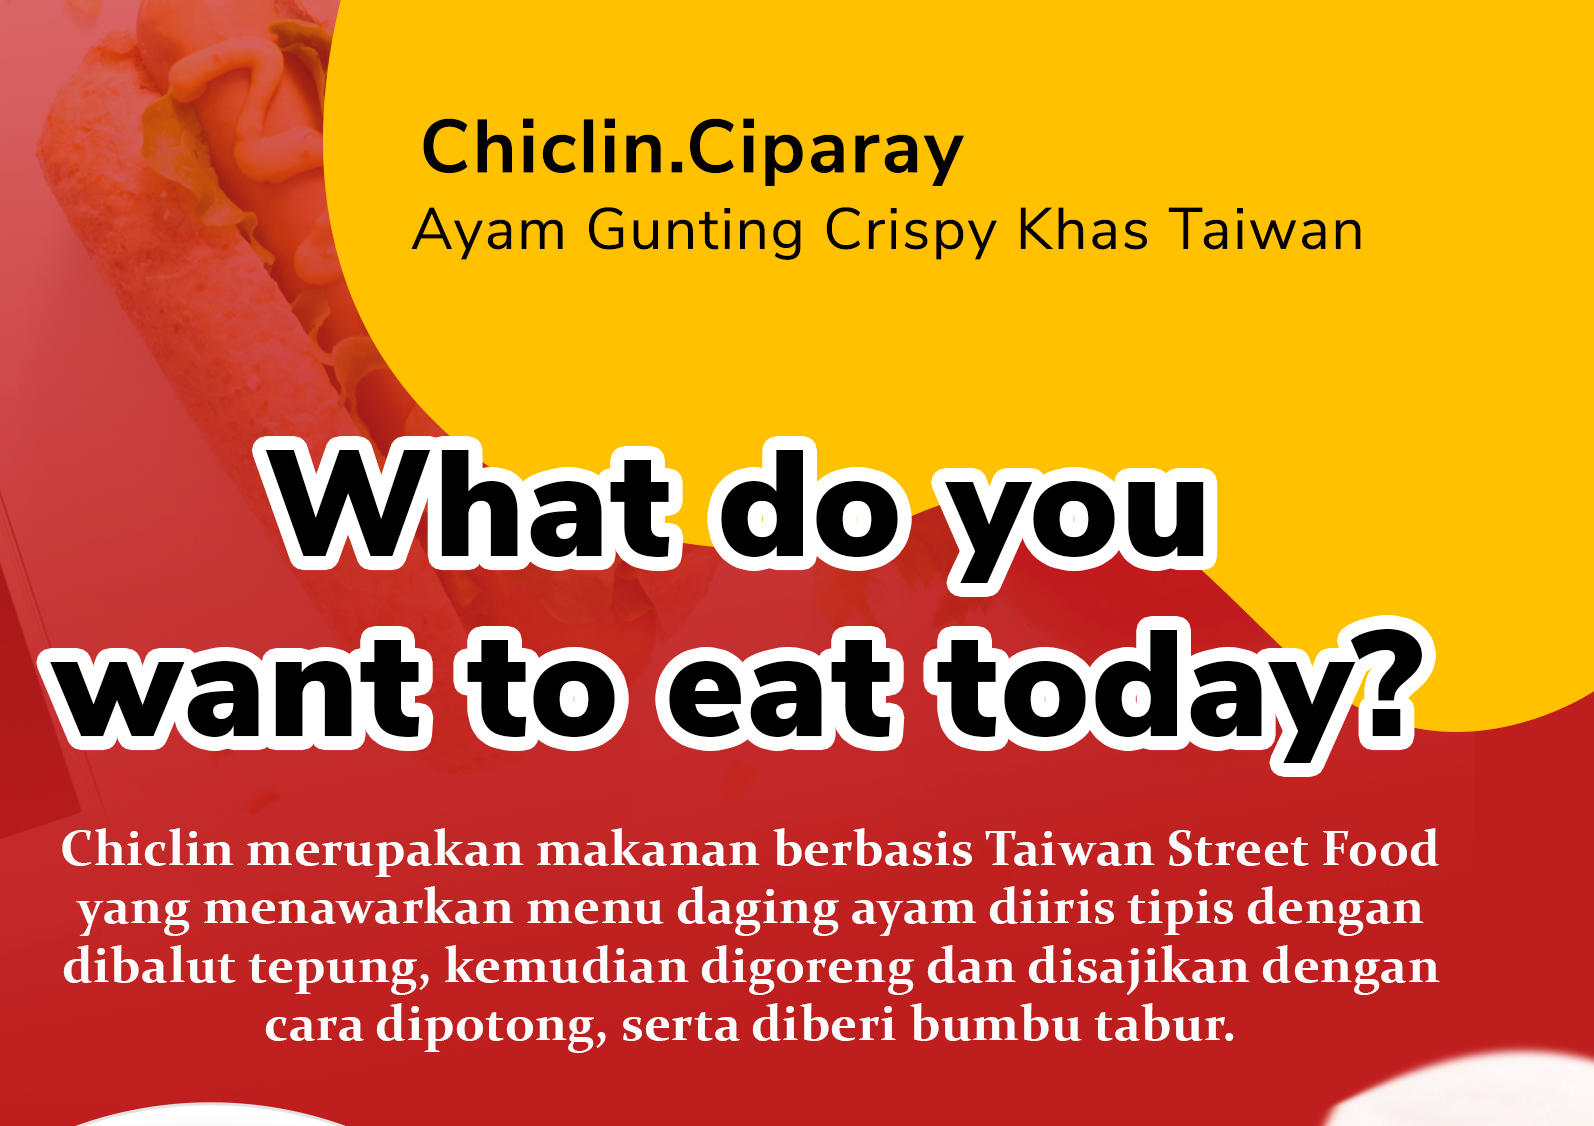 Chiclin.Ciparay
Ayam Gunting Crispy Khas Taiwan
What do you
want to eat today?
Chiclin merupakan makanan berbasis Taiwan Street Food
yang menawarkan menu daging ayam diiris tipis dengan
dibalut tepung, kemudian digoreng dan disajikan dengan
cara dipotong, serta diberi bumbu tabur.